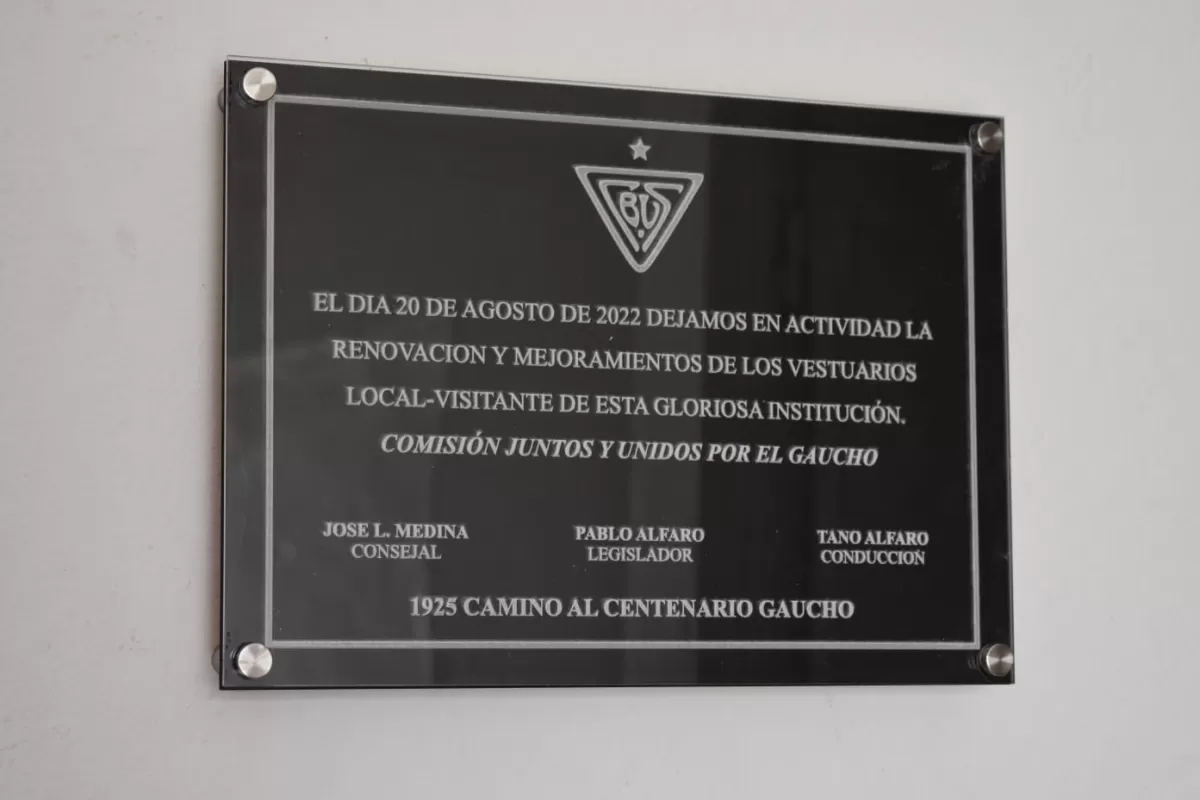 CBUS
EL DIA 20 DE AGOSTO DE 2022 DEJAMOS EN ACTIVIDAD LA
RENOVACION Y MEJORAMIENTOS DE LOS VESTUARIOS
LOCAL-VISITANTE DE ESTA GLORIOSA INSTITUCIÓN.
COMISIÓN JUNTOS Y UNIDOS POR EL GAUCHO
JOSE L. MEDINA PABLO ALFARO TANO ALFARO
CONSEJAL LEGISLADOR CONDUCCION
1925 CAMINO AL CENTENARIO GAUCHO